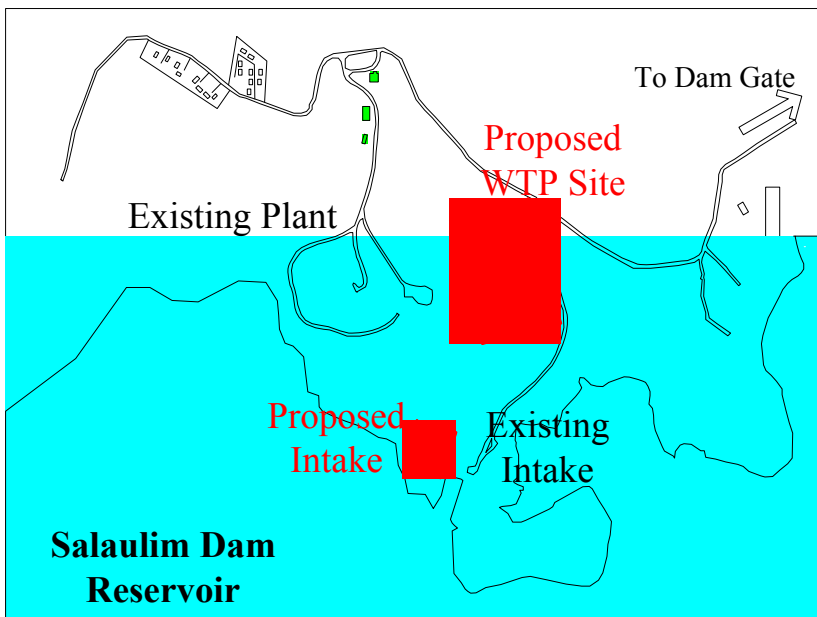 To Dam Gate
Proposed
WTP Site
Existing Plant
Proposed
Intake
Existing
Intake
Salaulim Dam
Reservoir